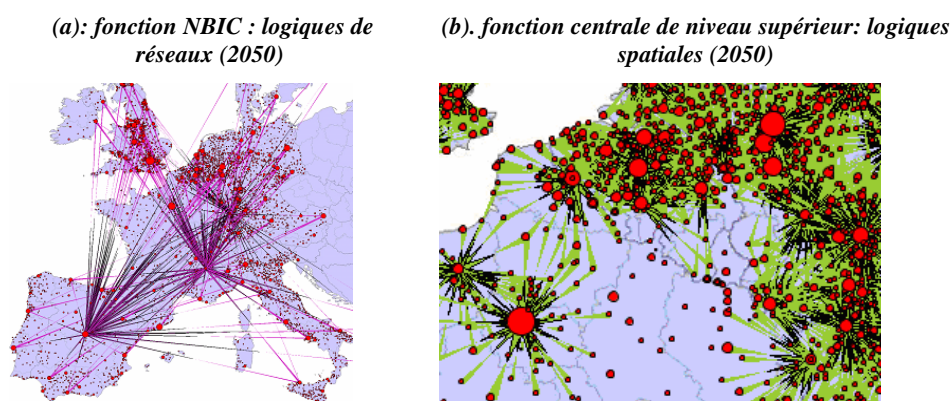 (a): fonction NBIC : logiques de
réseaux (2050)
(b). fonction centrale de niveau supérieur: logiques
spatiales (2050)